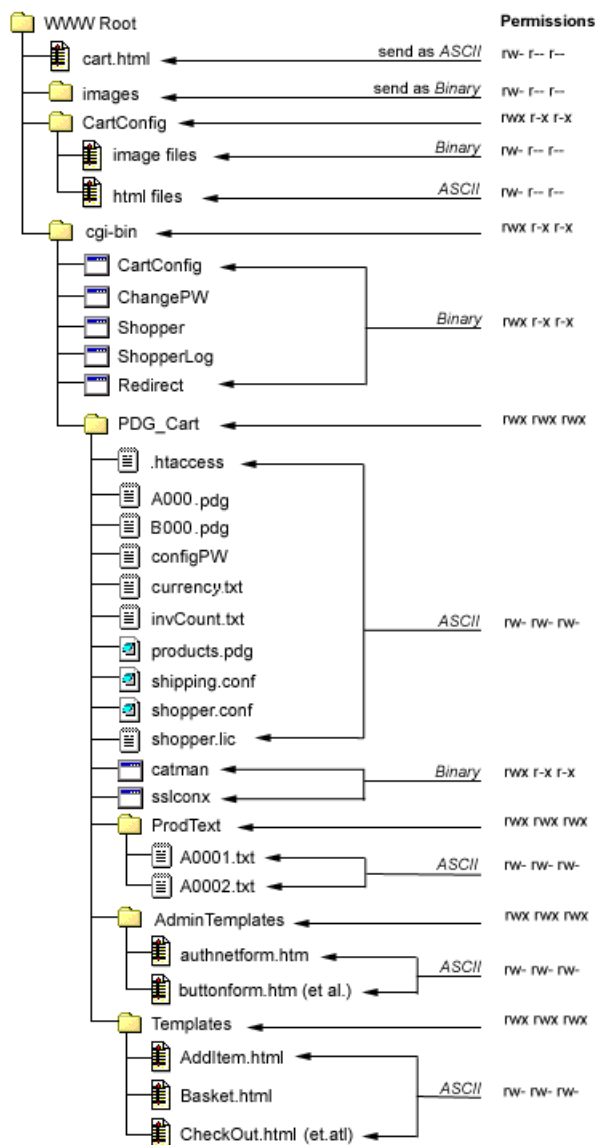 WWW Root Permissions
cart.html send as ASCII rw- r-- r--
images send as Binary rw- r-- r--
CartConfig rwx r-x r-x
image files Binary rw- r-- r--
html files ASCII rw- r-- r--
cgi-bin rwx r-x r-x
CartConfig
ChangePW
Shopper Binary rwx r-x r-x
ShopperLog
Redirect
PDG_Cart rwx rwx rwx
.htaccess
A000.pdg
B000.pdg
configPW
currency.txt
invCount.txt ASCII rw- rw- rw-
products.pdg
shipping.conf
shopper.conf
shopper.lic
catman Binary rwx r-x r-x
sslconx
ProdText rwx rwx rwx
A0001.txt ASCII rw- rw- rw-
A0002.txt
AdminTemplates rwx rwx rwx
authnetform.htm ASCII rw- rw- rw-
buttonform.htm (et al.)
Templates rwx rwx rwx
AddItem.html
Basket.html ASCII rw- rw- rw-
CheckOut.html (et.atl)